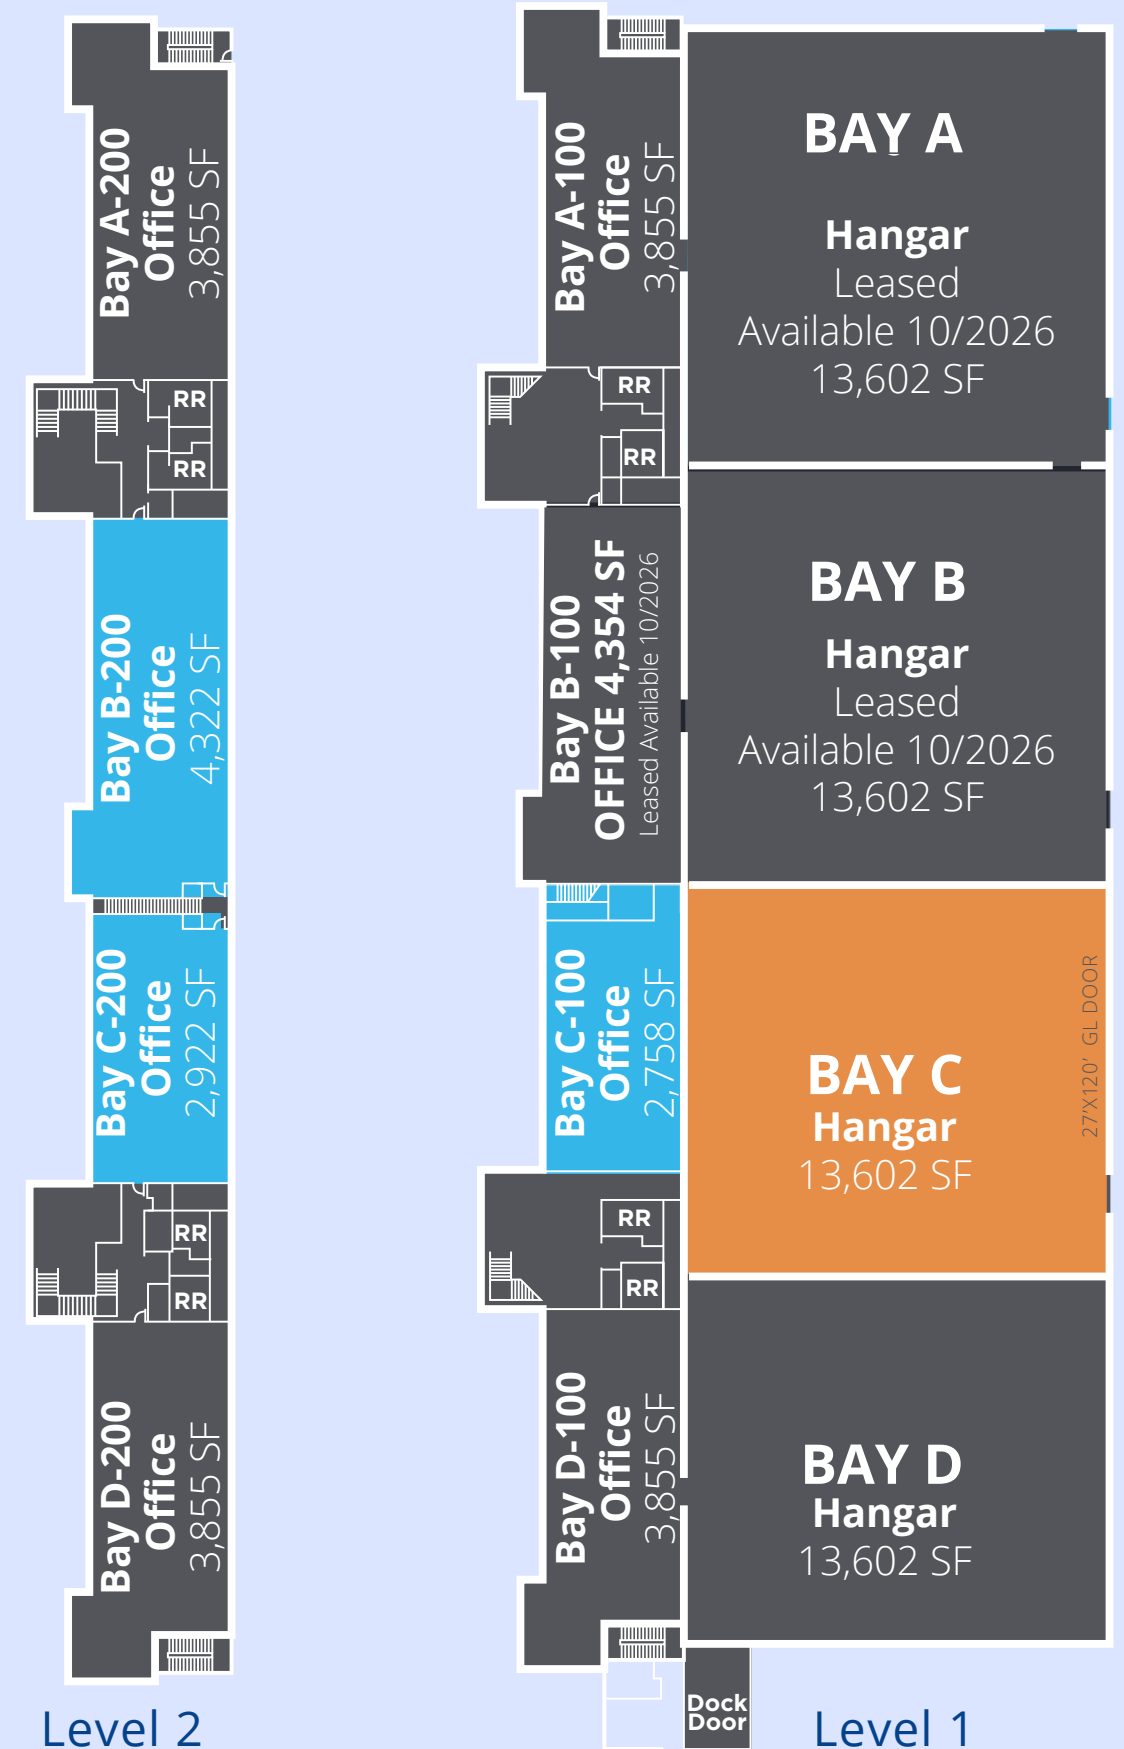 Bay A-200
Office
3,855 SF
RR
RR
Bay B-200
Office
4,322 SF
Bay C-200
Office
2,922 SF
RR
RR
Bay D-200
Office
3,855 SF
Level 2
Bay A-100
Office
3,855 SF
RR
RR
Bay B-100
OFFICE 4,354 SF
Leased Available 10/2026
Bay C-100
Office
2,758 SF
RR
RR
Bay D-100
Office
3,855 SF
BAY A
Hangar
Leased
Available 10/2026
13,602 SF
BAY B
Hangar
Leased
Available 10/2026
13,602 SF
BAY C
Hangar
13,602 SF
27'X120' GL DOOR
BAY D
Hangar
13,602 SF
Dock
Door
Level 1